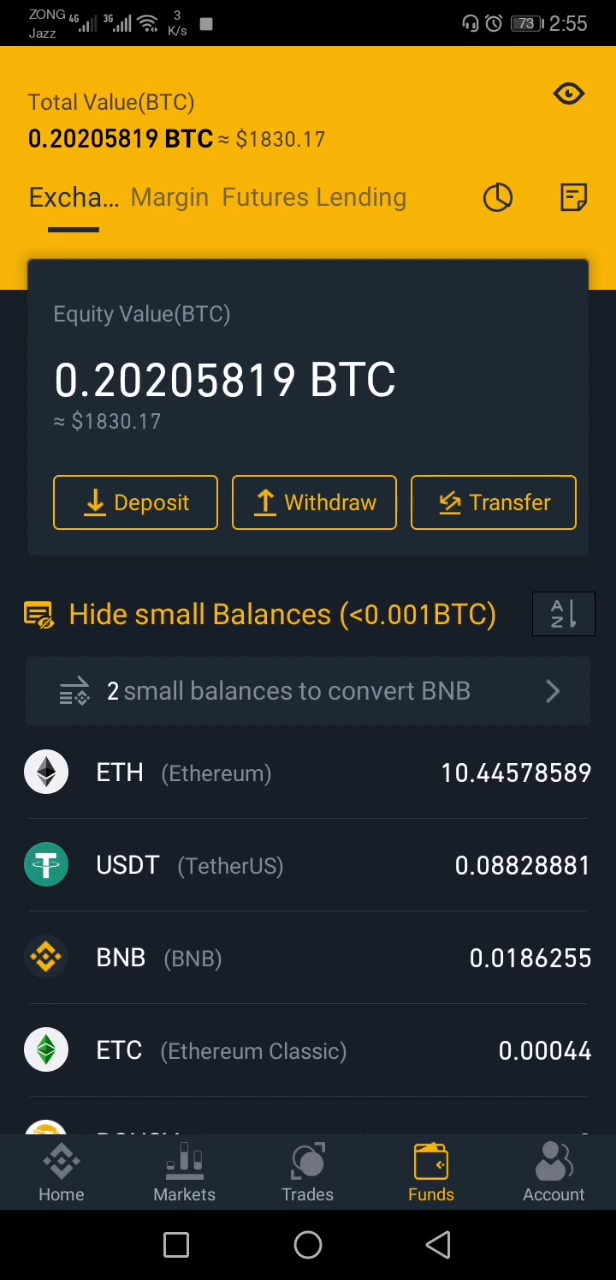 ZONG 4G 3G 3 K/s 73 2:55
Jazz
Total Value(BTC)
0.20205819 BTC ≈ $1830.17
Excha... Margin Futures Lending
Equity Value(BTC)
0.20205819 BTC
≈ $1830.17
Deposit Withdraw Transfer
Hide small Balances (<0.001BTC) A Z
2 small balances to convert BNB
ETH (Ethereum) 10.44578589
USDT (TetherUS) 0.08828881
BNB (BNB) 0.0186255
ETC (Ethereum Classic) 0.00044
Home Markets Trades Funds Account